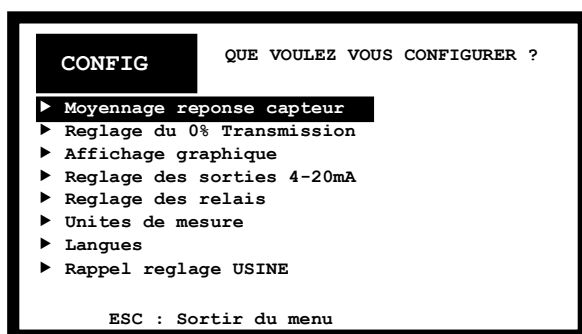 CONFIG
QUE VOULEZ VOUS CONFIGURER ?
Moyennage reponse capteur
Reglage du 0% Transmission
Affichage graphique
Reglage des sorties 4-20mA
Reglage des relais
Unites de mesure
Langues
Rappel reglage USINE
ESC : Sortir du menu